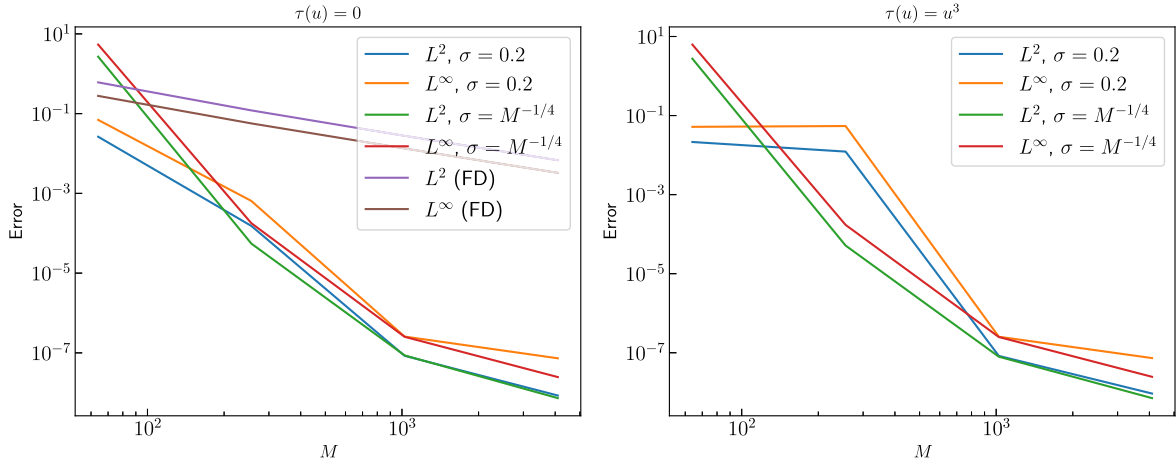 τ(u) = 0
Error
10^1
10^{-1}
10^{-3}
10^{-5}
10^{-7}
L^2, σ = 0.2
L^∞, σ = 0.2
L^2, σ = M^{-1/4}
L^∞, σ = M^{-1/4}
L^2 (FD)
L^∞ (FD)
10^2
10^3
M
τ(u) = u^3
Error
10^1
10^{-1}
10^{-3}
10^{-5}
10^{-7}
L^2, σ = 0.2
L^∞, σ = 0.2
L^2, σ = M^{-1/4}
L^∞, σ = M^{-1/4}
10^2
10^3
M